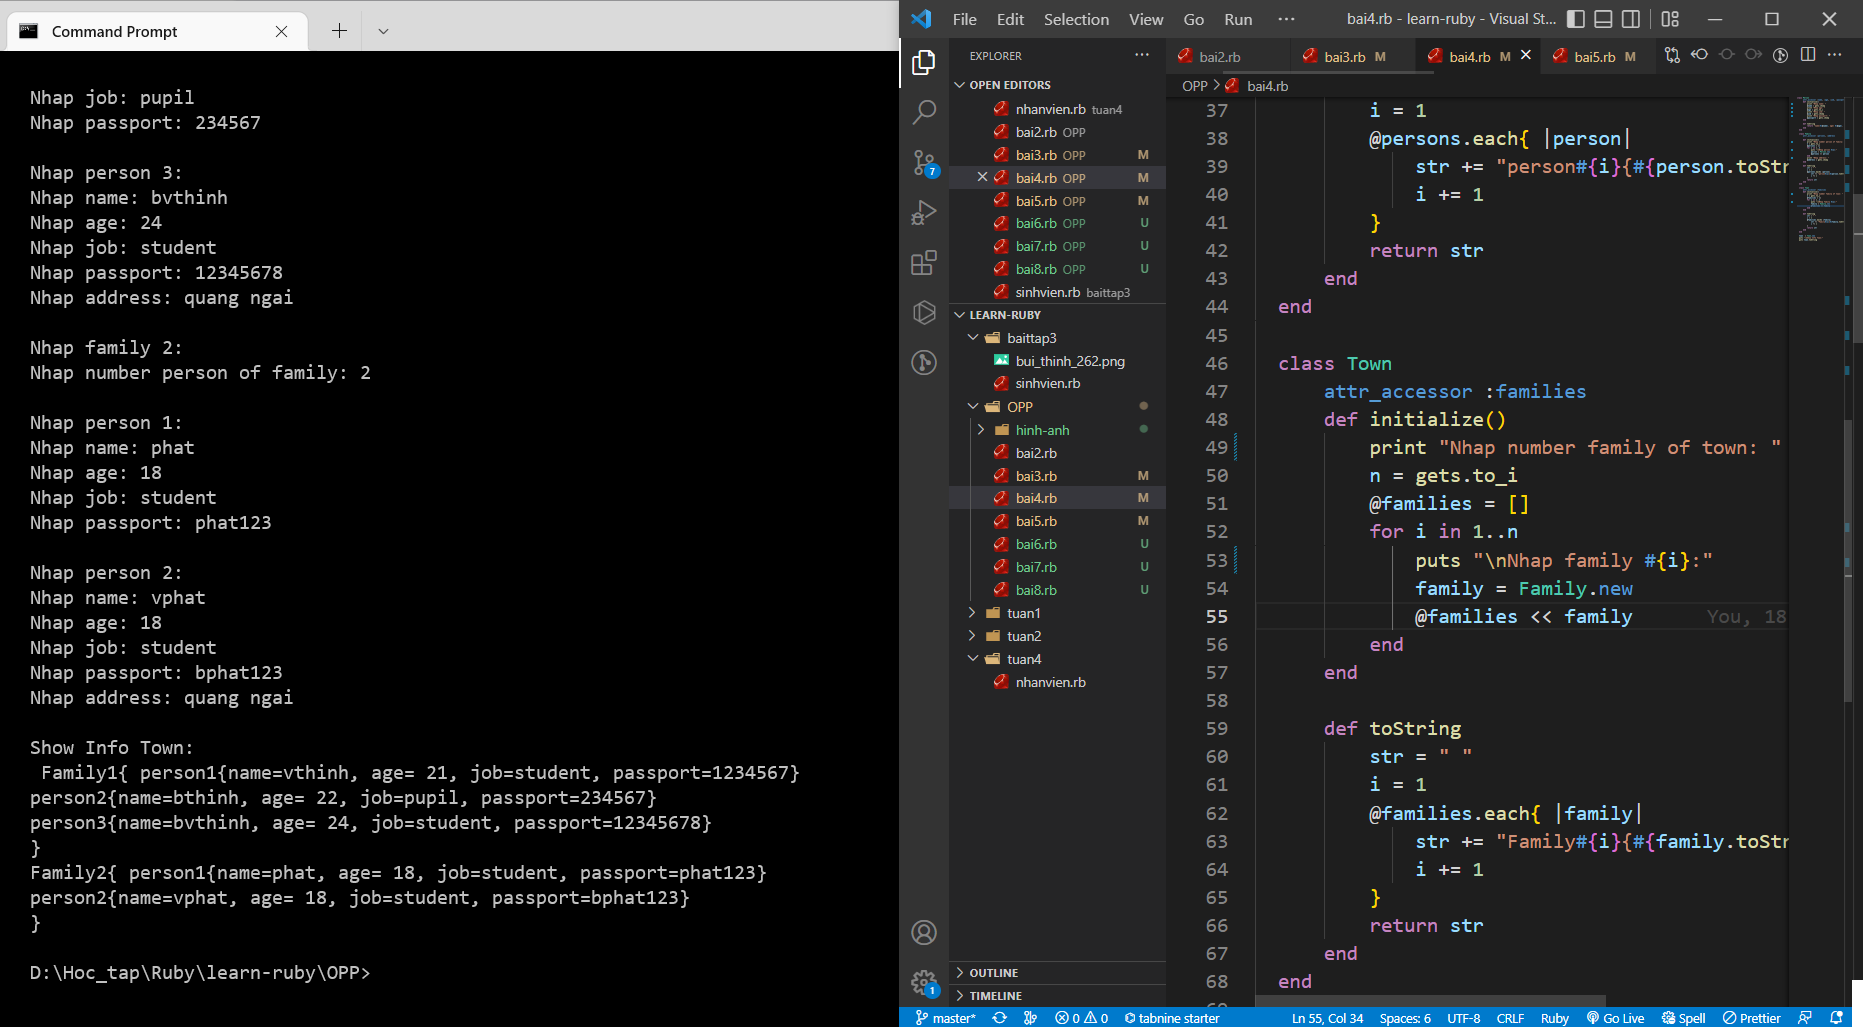 Command Prompt
Nhap job: pupil
Nhap passport: 234567
Nhap person 3:
Nhap name: bvthinh
Nhap age: 24
Nhap job: student
Nhap passport: 12345678
Nhap address: quang ngai
Nhap family 2:
Nhap number person of family: 2
Nhap person 1:
Nhap name: phat
Nhap age: 18
Nhap job: student
Nhap passport: phat123
Nhap person 2:
Nhap name: vphat
Nhap age: 18
Nhap job: student
Nhap passport: bphat123
Nhap address: quang ngai
Show Info Town:
Family1{ person1{name=vthinh, age= 21, job=student, passport=1234567}
person2{name=bthinh, age= 22, job=pupil, passport=234567}
person3{name=bvthinh, age= 24, job=student, passport=12345678}
}
Family2{ person1{name=phat, age= 18, job=student, passport=phat123}
person2{name=vphat, age= 18, job=student, passport=bphat123}
}
D:\Hoc_tap\Ruby\learn-ruby\OPP>
File Edit Selection View Go Run ··· bai4.rb - learn-ruby - Visual St...
EXPLORER ···
OPEN EDITORS
nhanvien.rb tuan4
bai2.rb OPP
bai3.rb OPP M
bai4.rb OPP M
bai5.rb OPP M
bai6.rb OPP U
bai7.rb OPP U
bai8.rb OPP U
sinhvien.rb baittap3
LEARN-RUBY
baittap3
bui_thinh_262.png
sinhvien.rb
OPP
hinh-anh
bai2.rb
bai3.rb M
bai4.rb M
bai5.rb M
bai6.rb U
bai7.rb U
bai8.rb U
tuan1
tuan2
tuan4
nhanvien.rb
OUTLINE
TIMELINE
7
1
bai2.rb bai3.rb M bai4.rb M bai5.rb M ···
OPP > bai4.rb
37 i = 1
38 @persons.each{ |person|
39 str += "person#{i}{#{person.toStr
40 i += 1
41 }
42 return str
43 end
44 end
45
46 class Town
47 attr_accessor :families
48 def initialize()
49 print "Nhap number family of town: "
50 n = gets.to_i
51 @families = []
52 for i in 1..n
53 puts "\nNhap family #{i}:"
54 family = Family.new
55 @families << family You, 18
56 end
57 end
58
59 def toString
60 str = " "
61 i = 1
62 @families.each{ |family|
63 str += "Family#{i}{#{family.toStr
64 i += 1
65 }
66 return str
67 end
68 end
master* 0 0 tabnine starter Ln 55, Col 34 Spaces: 6 UTF-8 CRLF Ruby Go Live Spell Prettier